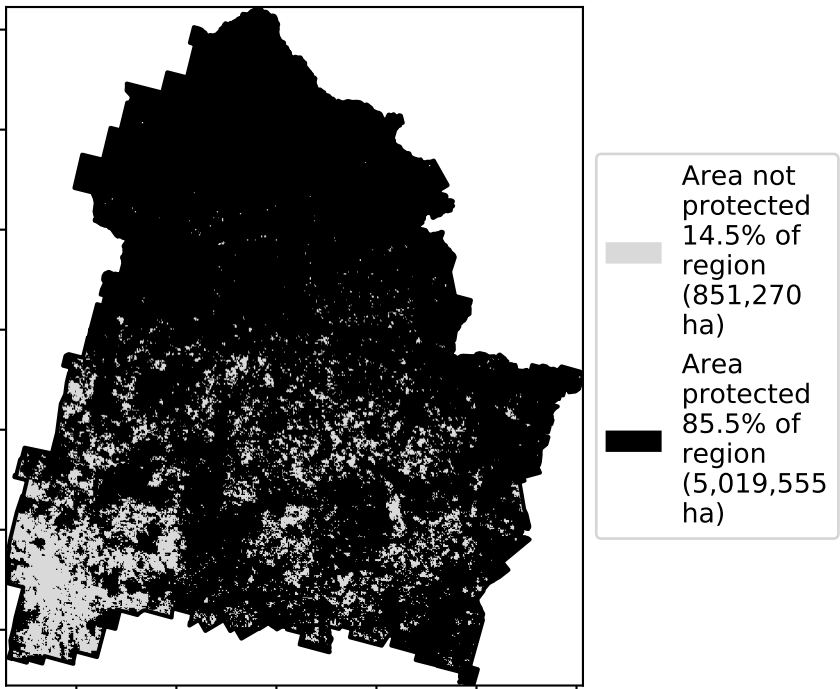 Area not
protected
14.5% of
region
(851,270
ha)
Area
protected
85.5% of
region
(5,019,555
ha)